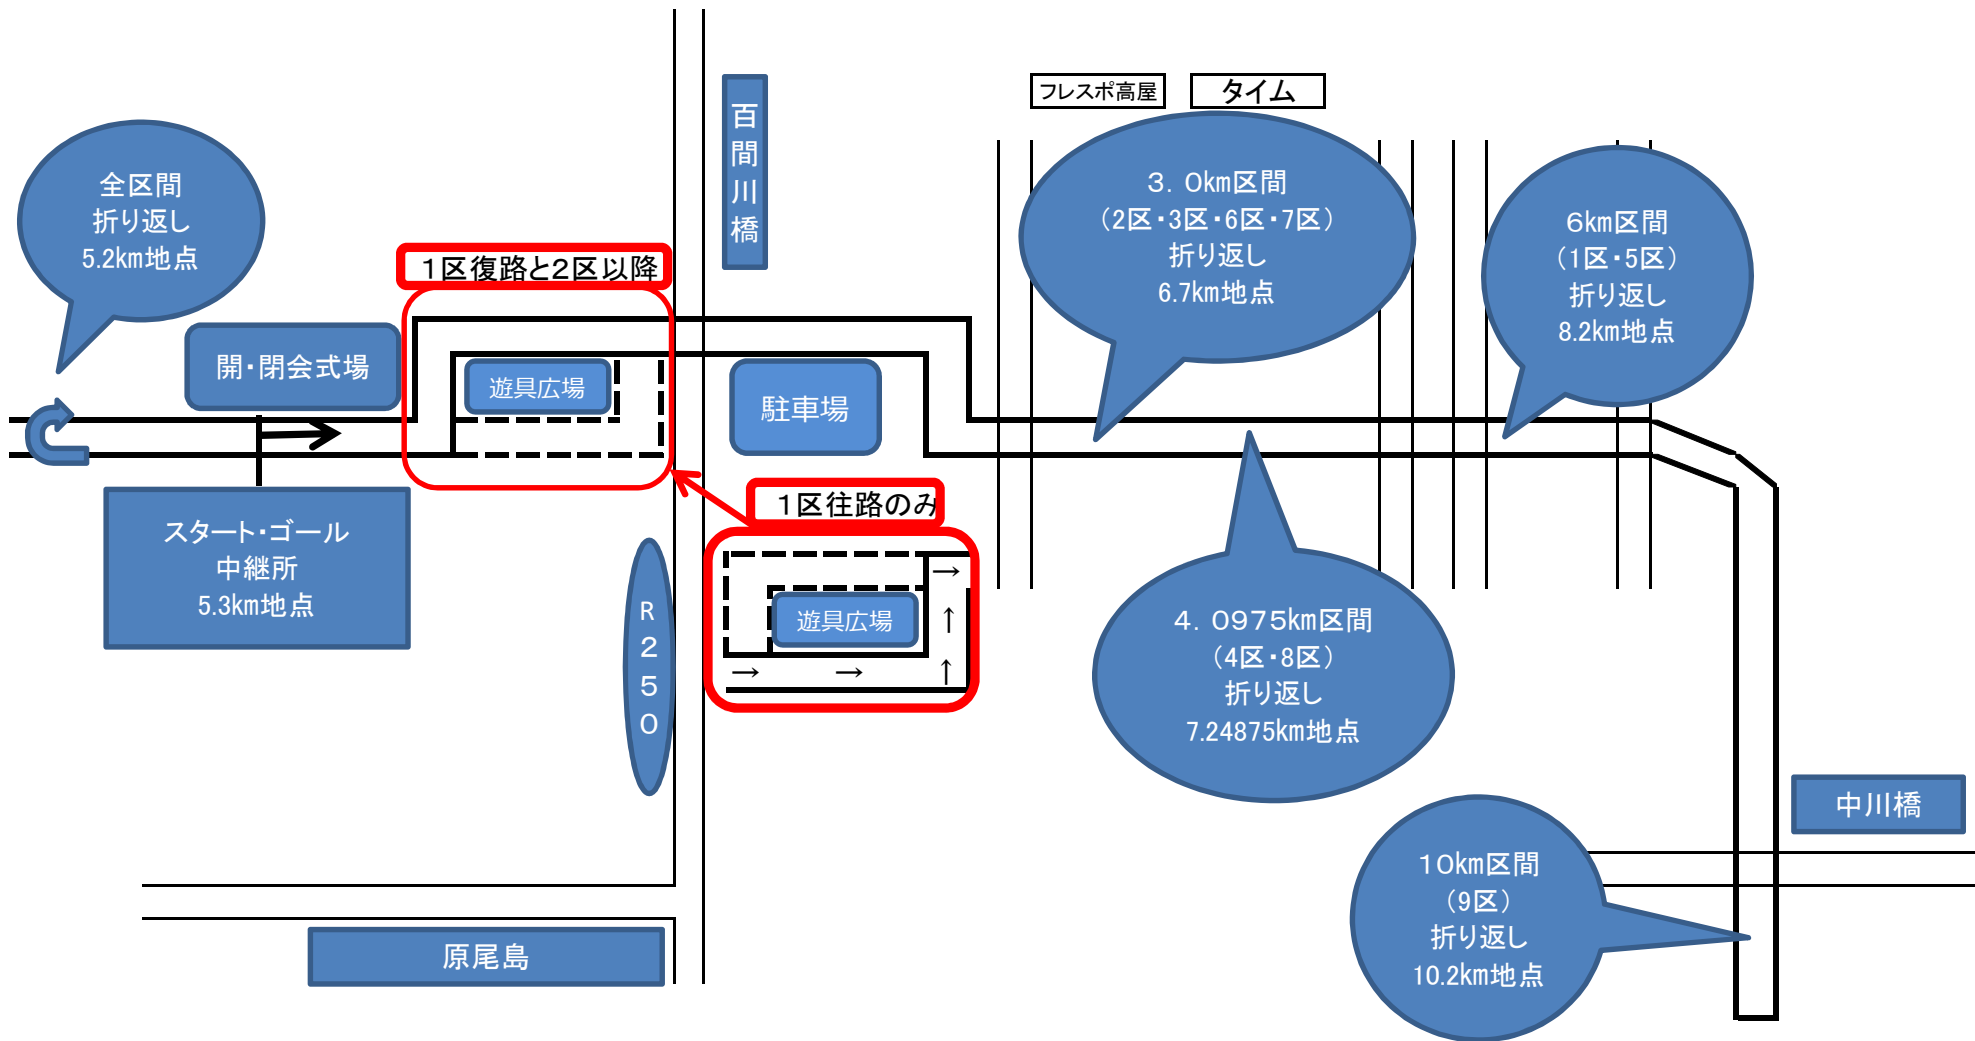 フレスポ高屋
タイム
百
間
川
橋
全区間
折り返し
5.2km地点
3．0km区間
（2区・3区・6区・7区）
折り返し
6.7km地点
6km区間
（1区・5区）
折り返し
8.2km地点
1区復路と2区以降
開・閉会式場
遊具広場
駐車場
1区往路のみ
スタート・ゴール
中継所
5.3km地点
R
2
5
0
遊具広場
→
↑
→
→
↑
4．0975km区間
（4区・8区）
折り返し
7.24875km地点
中川橋
10km区間
（9区）
折り返し
10.2km地点
原尾島